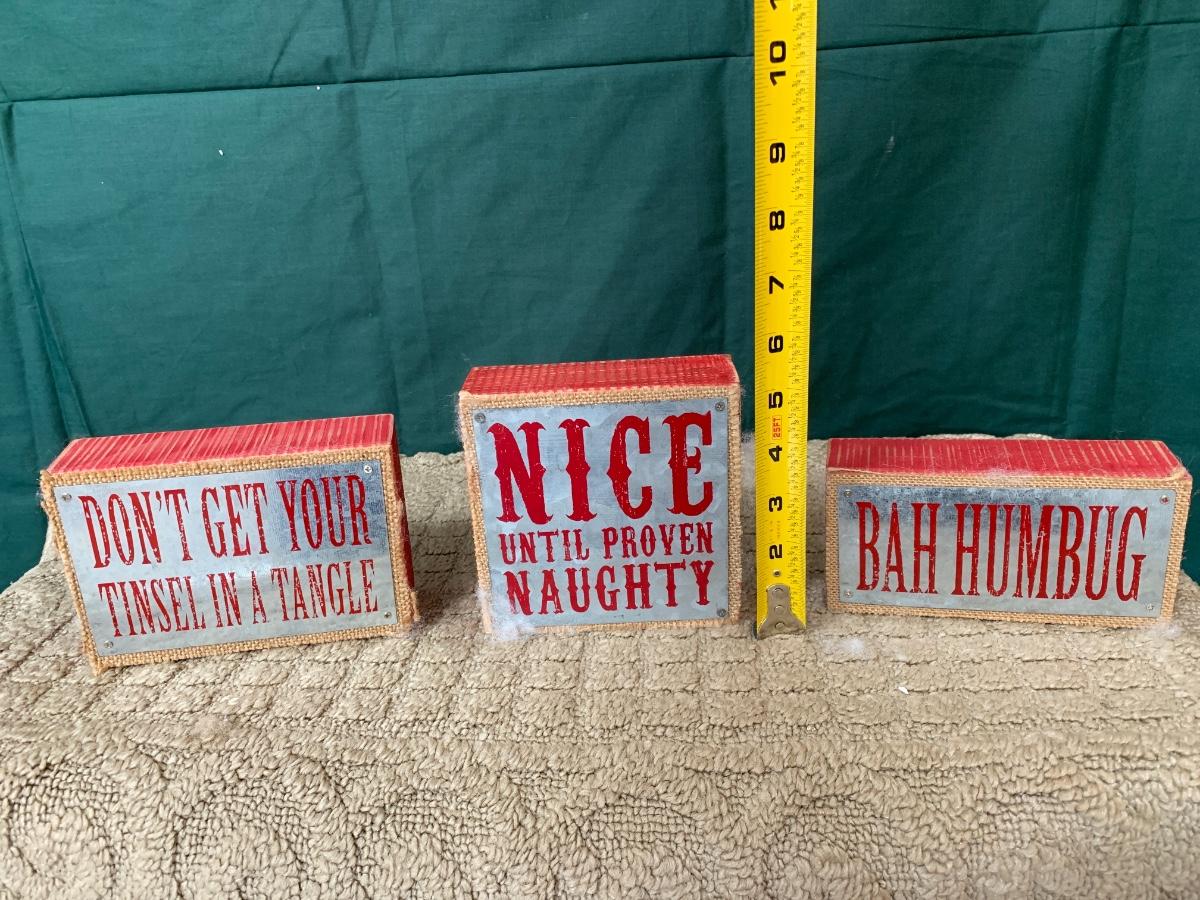 DON'T GET YOUR
TINSEL IN A TANGLE
NICE
UNTIL PROVEN
NAUGHTY
10
9
8
7
6
5
25FT
4
3
2
BAH HUMBUG